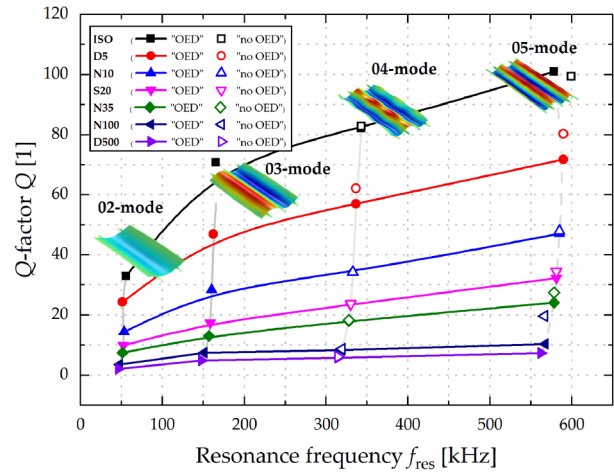 120
100
80
60
40
20
0
Q-factor Q [1]
ISO ( "OED" "no OED")
D5 ( "OED" "no OED")
N10 ( "OED" "no OED")
S20 ( "OED" "no OED")
N35 ( "OED" "no OED")
N100 ( "OED" "no OED")
D500 ( "OED" "no OED")
02-mode
03-mode
04-mode
05-mode
0 100 200 300 400 500 600
Resonance frequency fres [kHz]